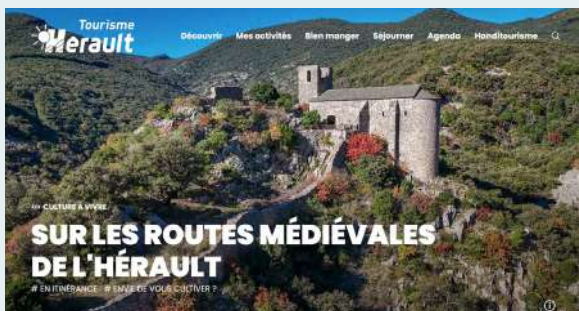 Tourisme
Herault
Découvrir Mes activités Bien manger Séjourner Agenda Handitourisme
CULTURE À VIVRE
SUR LES ROUTES MÉDIÉVALES
DE L'HÉRAULT
# EN ITINÉRANCE # ENVIE DE VOUS CULTIVER ?